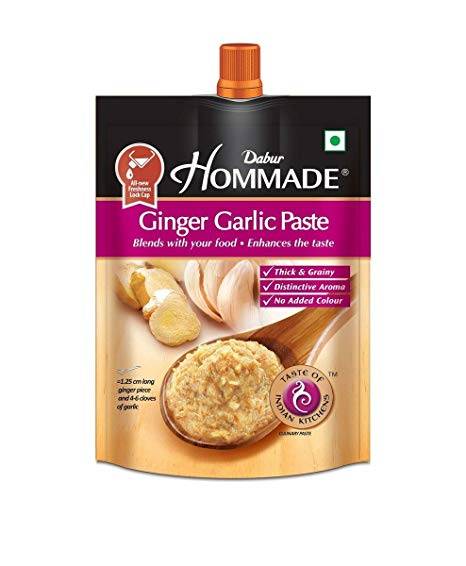 All-new
Freshness
Lock Cap
Dabur
HOMMADE®
Ginger Garlic Paste
Blends with your food • Enhances the taste
✓ Thick & Grainy
✓ Distinctive Aroma
✓ No Added Colour
=1.25 cm long
ginger piece
and 4-6 cloves
of garlic
TASTE OF
INDIAN KITCHENS
TM
CULINARY PASTE